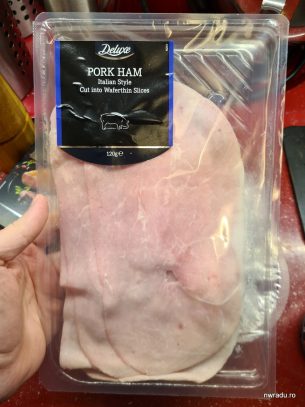 Deluxe
PORK HAM
Italian Style
Cut into Waferthin Slices
120g℮
nwradu.ro